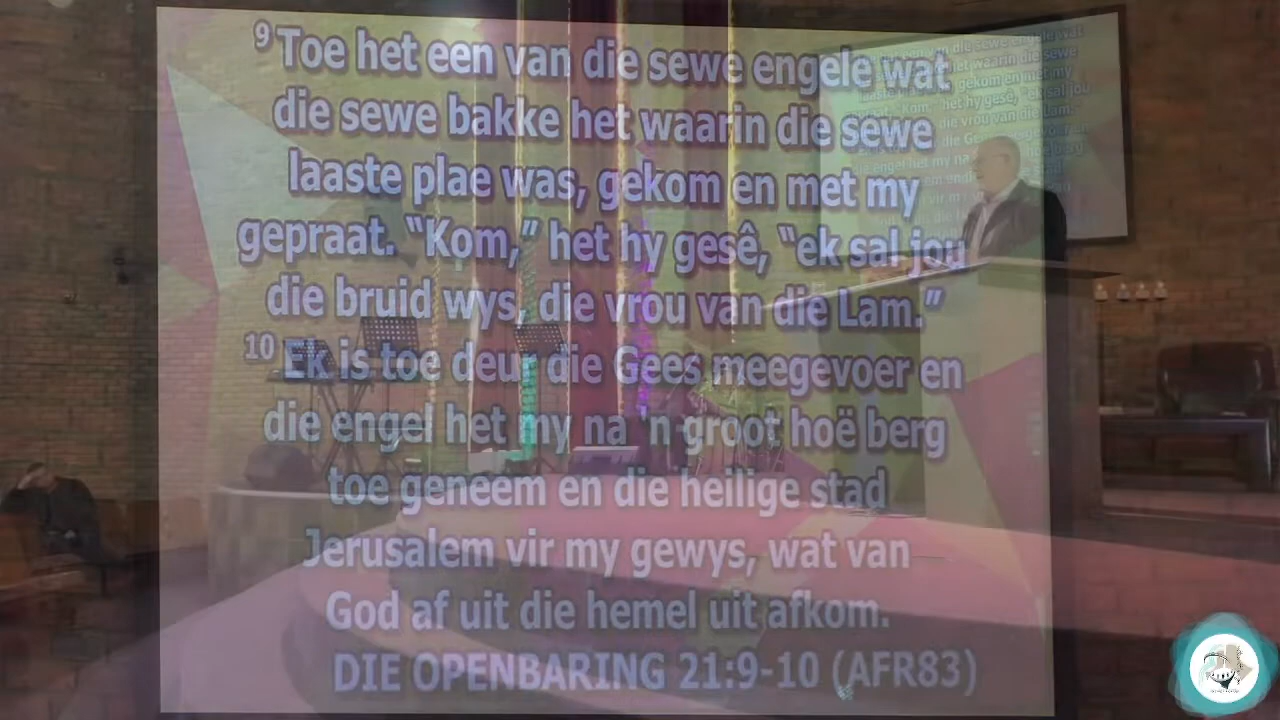 9 Toe het een van die sewe engele wat
die sewe bakke het waarin die sewe
laaste plae was, gekom en met my
gepraat. “Kom,” het hy gesê, “ek sal jou
die bruid wys, die vrou van die Lam.”
10 Ek is toe deur die Gees meegevoer en
die engel het my na 'n groot hoë berg
toe geneem en die heilige stad
Jerusalem vir my gewys, wat van
God af uit die hemel uit afkom.
DIE OPENBARING 21:9-10 (AFR83)